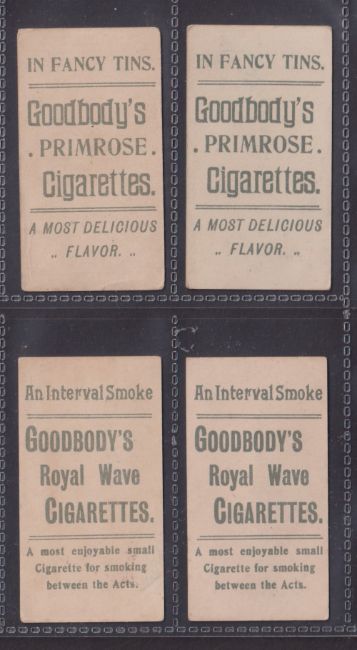 IN FANCY TINS.
Goodbody's
. PRIMROSE .
Cigarettes.
A MOST DELICIOUS
,, FLAVOR. ,,
IN FANCY TINS.
Goodbody's
. PRIMROSE .
Cigarettes.
A MOST DELICIOUS
,, FLAVOR. ,,
An Interval Smoke
GOODBODY'S
Royal Wave
CIGARETTES.
A most enjoyable small
Cigarette for smoking
between the Acts.
An Interval Smoke
GOODBODY'S
Royal Wave
CIGARETTES.
A most enjoyable small
Cigarette for smoking
between the Acts.